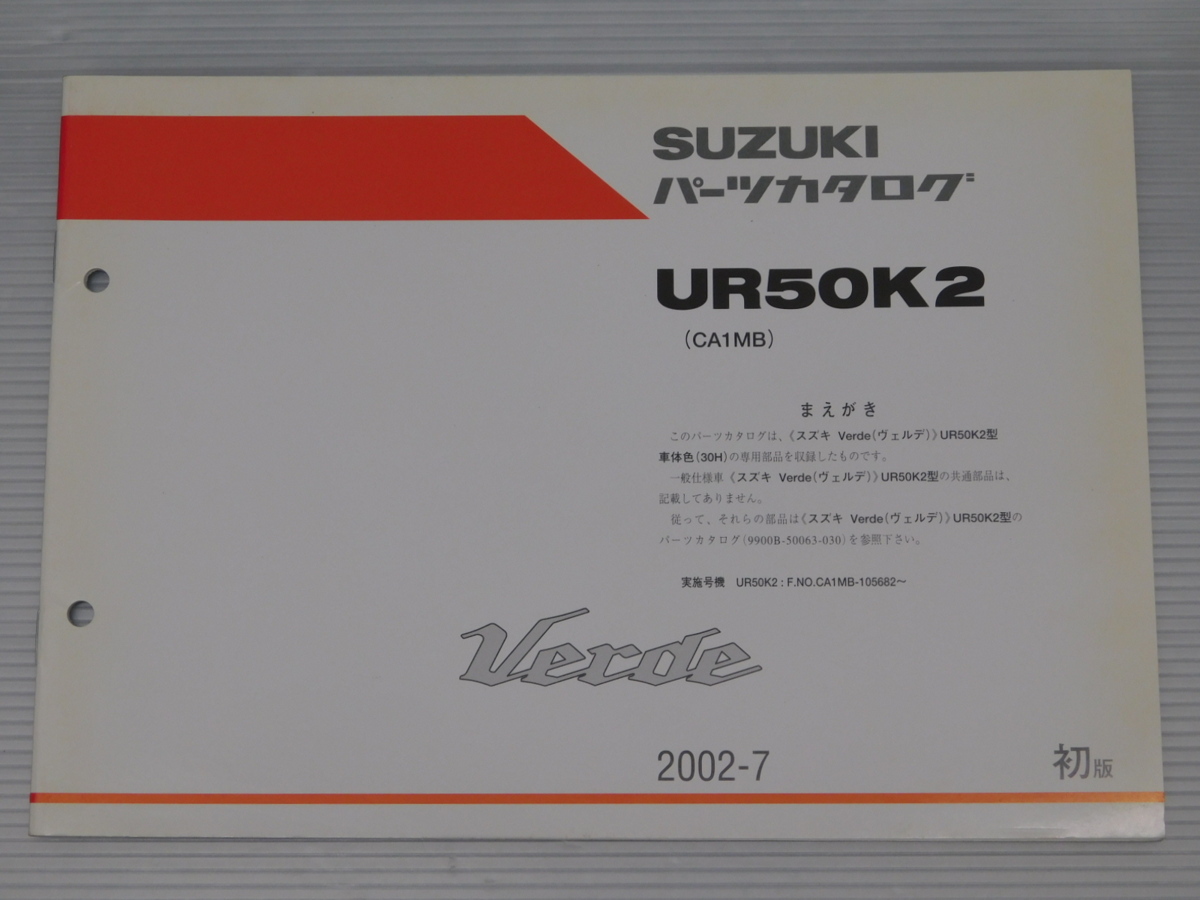 SUZUKI
パーツカタログ
UR50K2
(CA1MB)
まえがき
このパーツカタログは、《スズキ Verde(ヴェルデ)》UR50K2型
車体色(30H)の専用部品を収録したものです。
一般仕様車《スズキ Verde(ヴェルデ)》UR50K2型の共通部品は、
記載してありません。
従って、それらの部品は《スズキ Verde(ヴェルデ)》UR50K2型の
パーツカタログ(9900B-50063-030)を参照下さい。
実施号機 UR50K2 : F.NO.CA1MB-105682〜
Verde
2002-7
初版